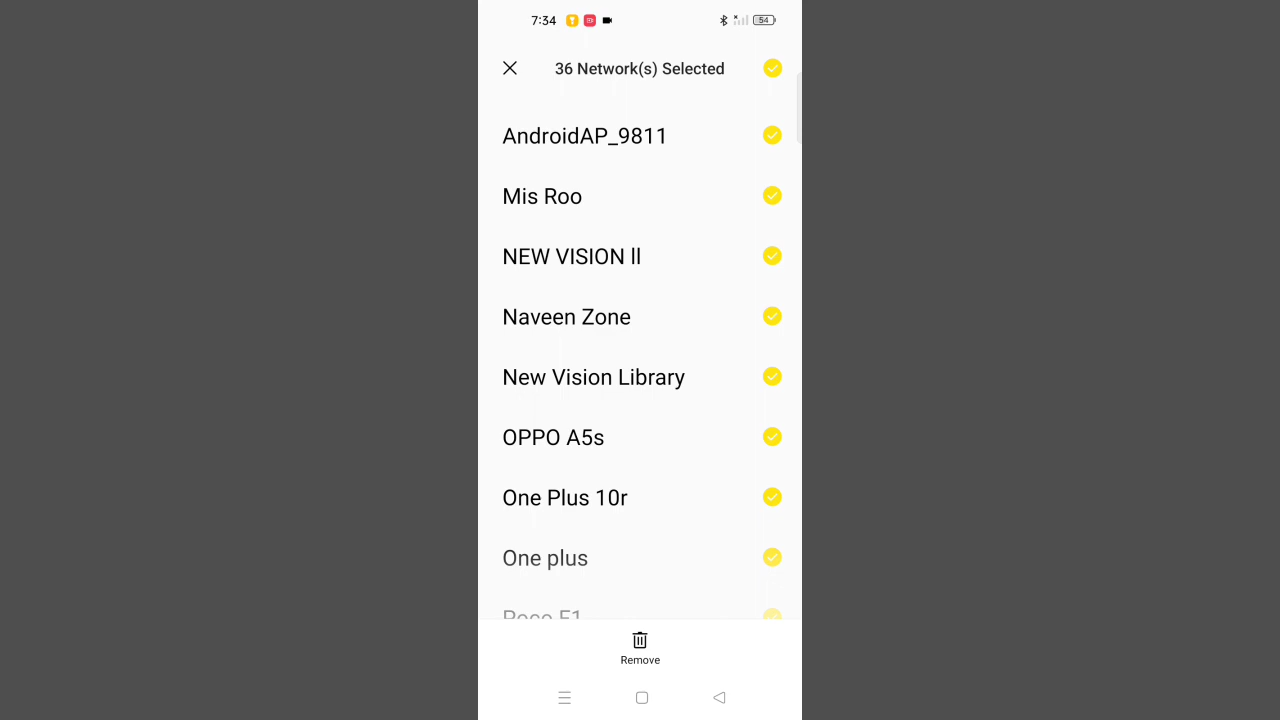 7:34
54
36 Network(s) Selected
AndroidAP_9811
Mis Roo
NEW VISION ll
Naveen Zone
New Vision Library
OPPO A5s
One Plus 10r
One plus
Poco F1
Remove